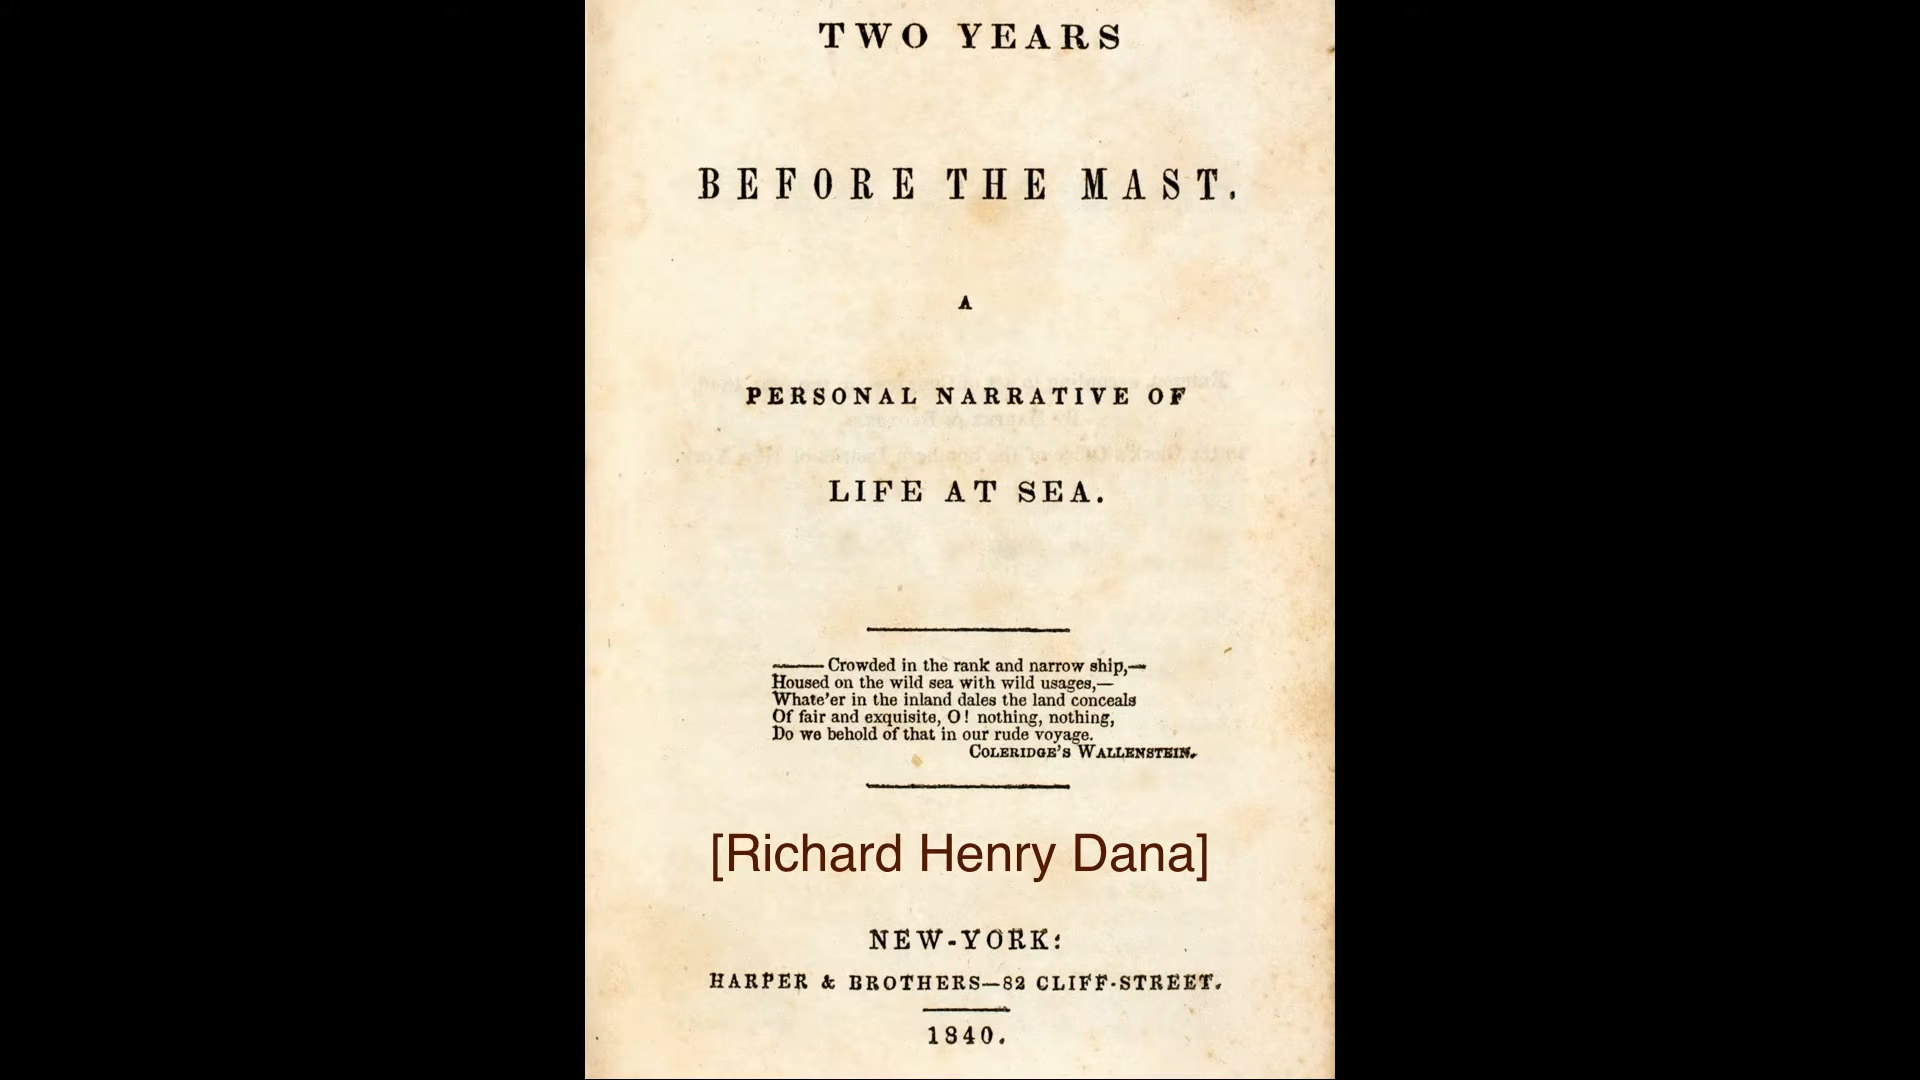 TWO YEARS
BEFORE THE MAST.
A
PERSONAL NARRATIVE OF
LIFE AT SEA.
—— Crowded in the rank and narrow ship,—
Housed on the wild sea with wild usages,—
Whate'er in the inland dales the land conceals
Of fair and exquisite, O! nothing, nothing,
Do we behold of that in our rude voyage.
COLERIDGE'S WALLENSTEIN.
[Richard Henry Dana]
NEW-YORK:
HARPER & BROTHERS—82 CLIFF-STREET.
1840.